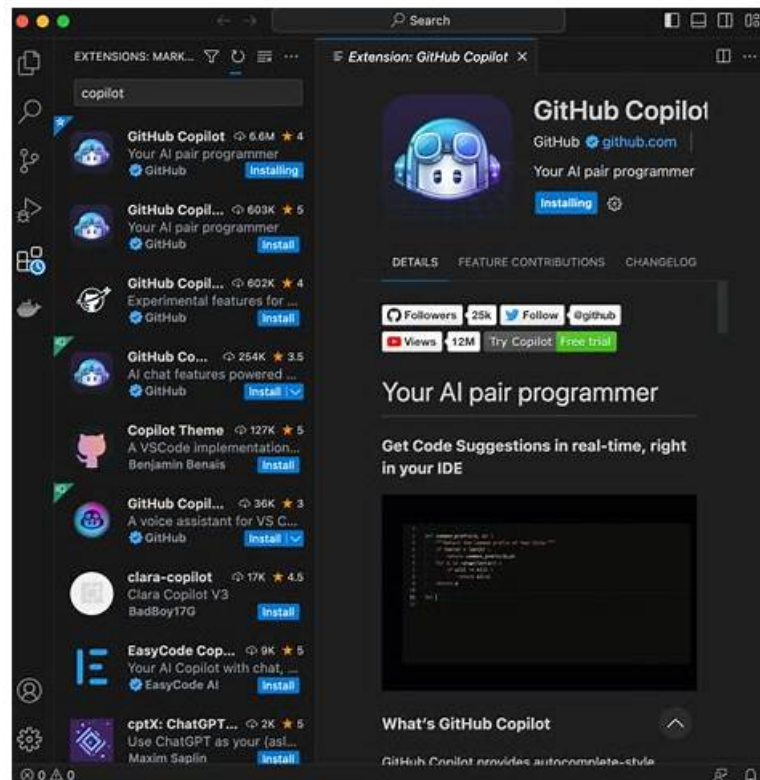 Search
EXTENSIONS: MARK...
copilot
GitHub Copilot 6.6M ★ 4
Your AI pair programmer
GitHub Installing
GitHub Copil... 603K ★ 5
Your AI pair programmer
GitHub Install
GitHub Copil... 602K ★ 4
Experimental features for ...
GitHub Install
GitHub Co... 254K ★ 3.5
AI chat features powered ...
GitHub Install
Copilot Theme 127K ★ 5
A VSCode implementation...
Benjamin Benais Install
GitHub Copil... 36K ★ 3
A voice assistant for VS C...
GitHub Install
clara-copilot 17K ★ 4.5
Clara Copilot V3
BadBoy17G Install
EasyCode Cop... 9K ★ 5
Your AI Copilot with chat, ...
EasyCode AI Install
cptX: ChatGPT... 2K ★ 5
Use ChatGPT as your (as(...
Maxim Saplin Install
0 0
Extension: GitHub Copilot
GitHub Copilot
GitHub github.com
Your AI pair programmer
Installing
DETAILS FEATURE CONTRIBUTIONS CHANGELOG
Followers 25k Follow @github
Views 12M Try Copilot Free trial
Your AI pair programmer
Get Code Suggestions in real-time, right
in your IDE
What's GitHub Copilot
GitHub Copilot provides autocomplete-style